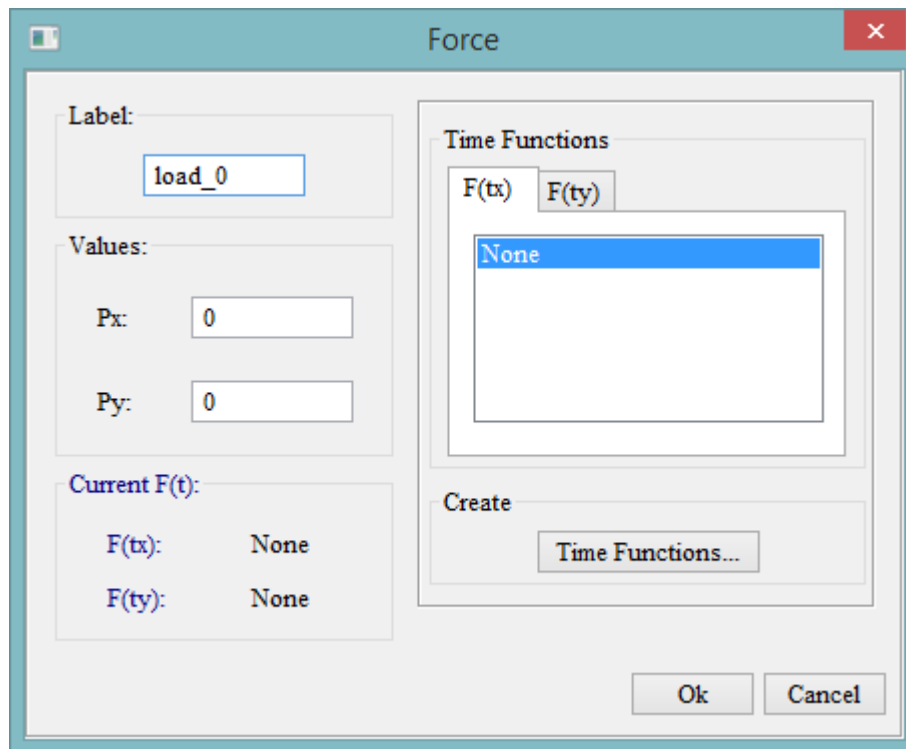 Force
Label:
load_0
Values:
Px: 0
Py: 0
Current F(t):
F(tx): None
F(ty): None
Time Functions
F(tx) F(ty)
None
Create
Time Functions...
Ok Cancel